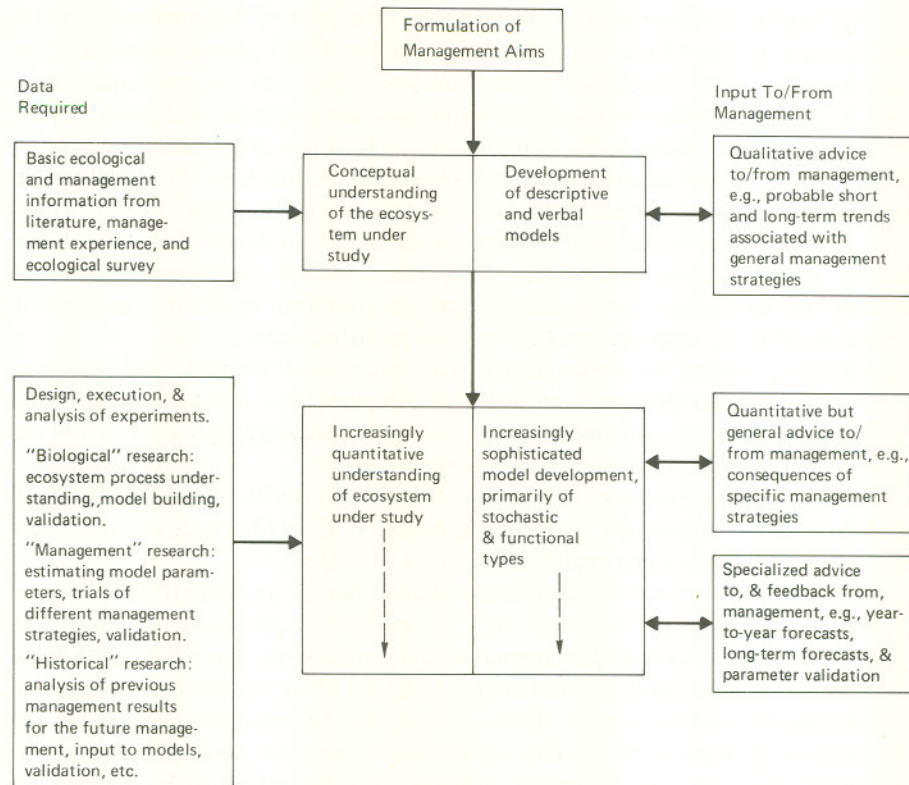 Formulation of
Management Aims
Data
Required
Input To/From
Management
Basic ecological
and management
information from
literature, manage-
ment experience, and
ecological survey
Conceptual
understanding
of the ecosys-
tem under
study
Development
of descriptive
and verbal
models
Qualitative advice
to/from management,
e.g., probable short
and long-term trends
associated with
general management
strategies
Design, execution, &
analysis of experiments.
"Biological" research:
ecosystem process under-
standing, model building,
validation.
"Management" research:
estimating model param-
eters, trials of
different management
strategies, validation.
"Historical" research:
analysis of previous
management results
for the future manage-
ment, input to models,
validation, etc.
Increasingly
quantitative
understanding
of ecosystem
under study
Increasingly
sophisticated
model development,
primarily of
stochastic
& functional
types
Quantitative but
general advice to/
from management, e.g.,
consequences of
specific management
strategies
Specialized advice
to, & feedback from,
management, e.g., year-
to-year forecasts,
long-term forecasts, &
parameter validation